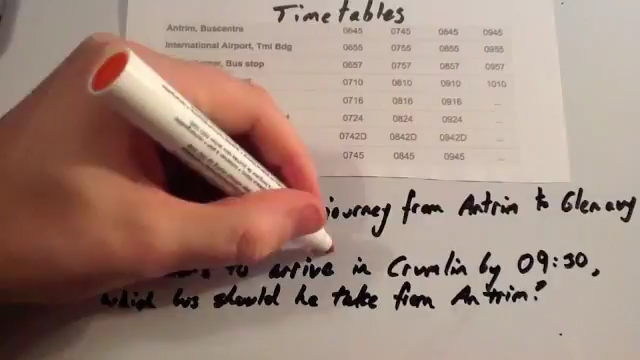 Timetables
Antrim, Buscentre 0645 0745 0845 0945
International Airport, Tml Bdg 0655 0755 0855 0955
Bus stop 0657 0757 0857 0957
0710 0810 0910 1010
0716 0816 0916 ...
0724 0824 0924 ...
0742D 0842D 0942D ...
0745 0845 0945 ...
journey from Antrim to Glenavy
to arrive in Crumlin by 09:30,
which bus should he take from Antrim?